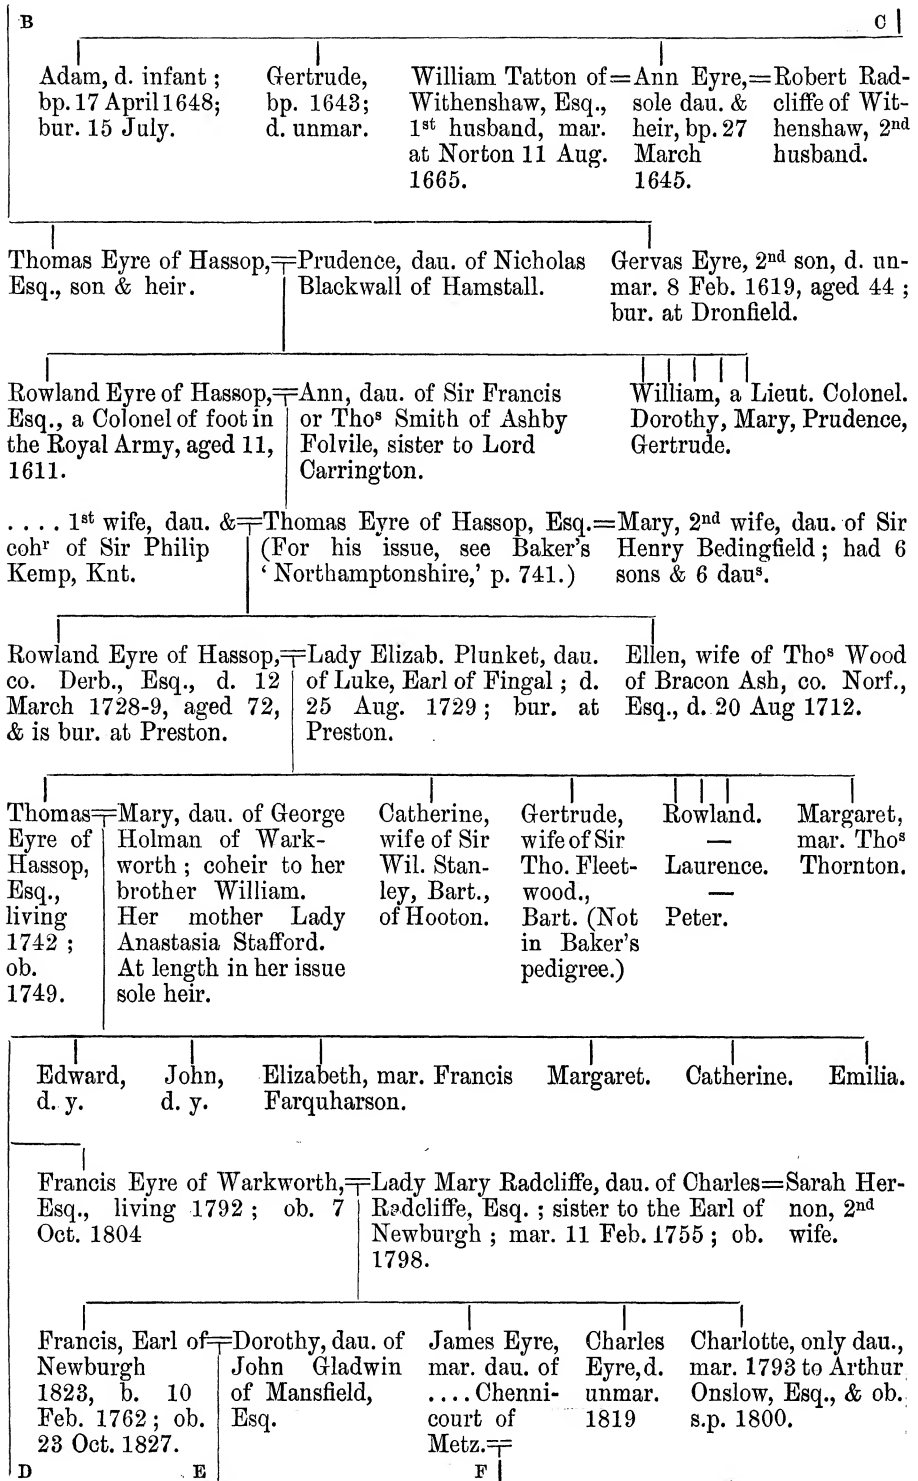 B
C
Adam, d. infant ;
bp. 17 April 1648;
bur. 15 July.
Gertrude,
bp. 1643;
d. unmar.
William Tatton of=
Withenshaw, Esq.,
1st husband, mar.
at Norton 11 Aug.
1665.
Ann Eyre,=
sole dau. &
heir, bp. 27
March
1645.
Robert Rad-
cliffe of Wit-
henshaw, 2nd
husband.
Thomas Eyre of Hassop,=
Esq., son & heir.
Prudence, dau. of Nicholas
Blackwall of Hamstall.
Gervas Eyre, 2nd son, d. un-
mar. 8 Feb. 1619, aged 44 ;
bur. at Dronfield.
Rowland Eyre of Hassop,=
Esq., a Colonel of foot in
the Royal Army, aged 11,
1611.
Ann, dau. of Sir Francis
or Thos Smith of Ashby
Folvile, sister to Lord
Carrington.
William, a Lieut. Colonel.
Dorothy, Mary, Prudence,
Gertrude.
. . . . 1st wife, dau. &=
cohr of Sir Philip
Kemp, Knt.
Thomas Eyre of Hassop, Esq.=
(For his issue, see Baker's
'Northamptonshire,' p. 741.)
Mary, 2nd wife, dau. of Sir
Henry Bedingfield ; had 6
sons & 6 daus.
Rowland Eyre of Hassop,=
co. Derb., Esq., d. 12
March 1728-9, aged 72,
& is bur. at Preston.
Lady Elizab. Plunket, dau.
of Luke, Earl of Fingal ; d.
25 Aug. 1729 ; bur. at
Preston.
Ellen, wife of Thos Wood
of Bracon Ash, co. Norf.,
Esq., d. 20 Aug 1712.
Thomas=
Eyre of
Hassop,
Esq.,
living
1742 ;
ob.
1749.
Mary, dau. of George
Holman of Wark-
worth ; coheir to her
brother William.
Her mother Lady
Anastasia Stafford.
At length in her issue
sole heir.
Catherine,
wife of Sir
Wil. Stan-
ley, Bart.,
of Hooton.
Gertrude,
wife of Sir
Tho. Fleet-
wood.,
Bart. (Not
in Baker's
pedigree.)
Rowland.
—
Laurence.
—
Peter.
Margaret,
mar. Thos
Thornton.
Edward,
d. y.
John,
d. y.
Elizabeth, mar. Francis
Farquharson.
Margaret.
Catherine.
Emilia.
Francis Eyre of Warkworth,=
Esq., living 1792 ; ob. 7
Oct. 1804
Lady Mary Radcliffe, dau. of Charles=
Radcliffe, Esq. ; sister to the Earl of
Newburgh ; mar. 11 Feb. 1755 ; ob.
1798.
Sarah Her-
non, 2nd
wife.
Francis, Earl of=
Newburgh
1823, b. 10
Feb. 1762 ; ob.
23 Oct. 1827.
Dorothy, dau. of
John Gladwin
of Mansfield,
Esq.
James Eyre,
mar. dau. of
. . . . Chenni-
court of
Metz.=
Charles
Eyre, d.
unmar.
1819
Charlotte, only dau.,
mar. 1793 to Arthur
Onslow, Esq., & ob.
s.p. 1800.
D
E
F